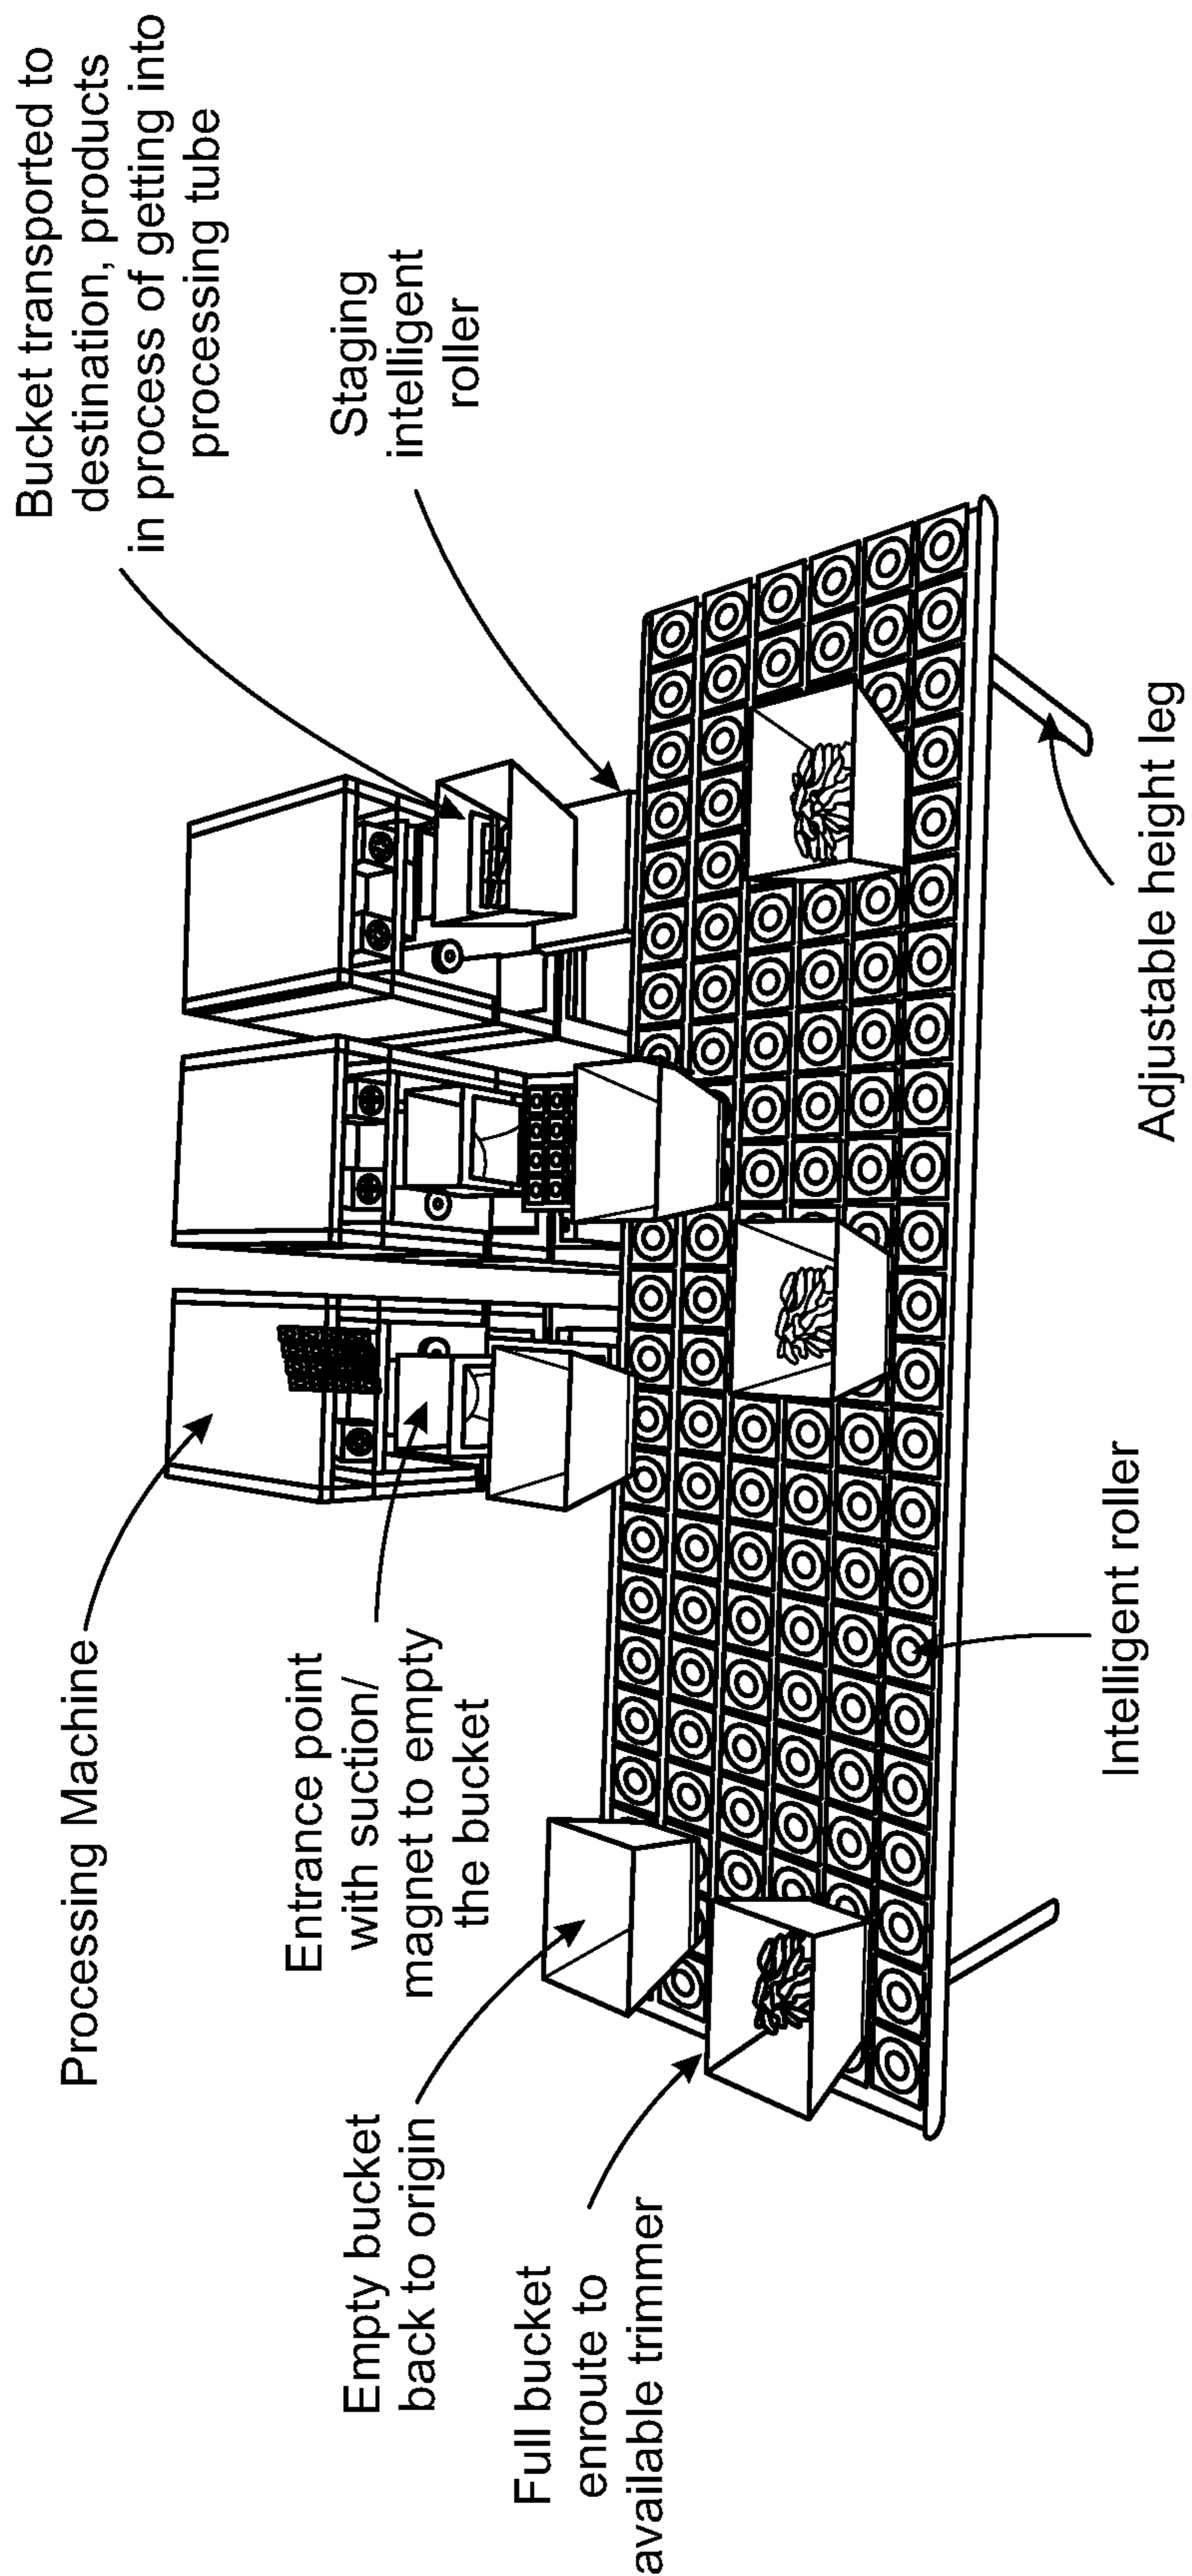 Bucket transported to
destination, products
in process of getting into
processing tube
Staging
intelligent
roller
Processing Machine
Entrance point
with suction/
magnet to empty
the bucket
Empty bucket
back to origin
Full bucket
enroute to
available trimmer
Intelligent roller
Adjustable height leg